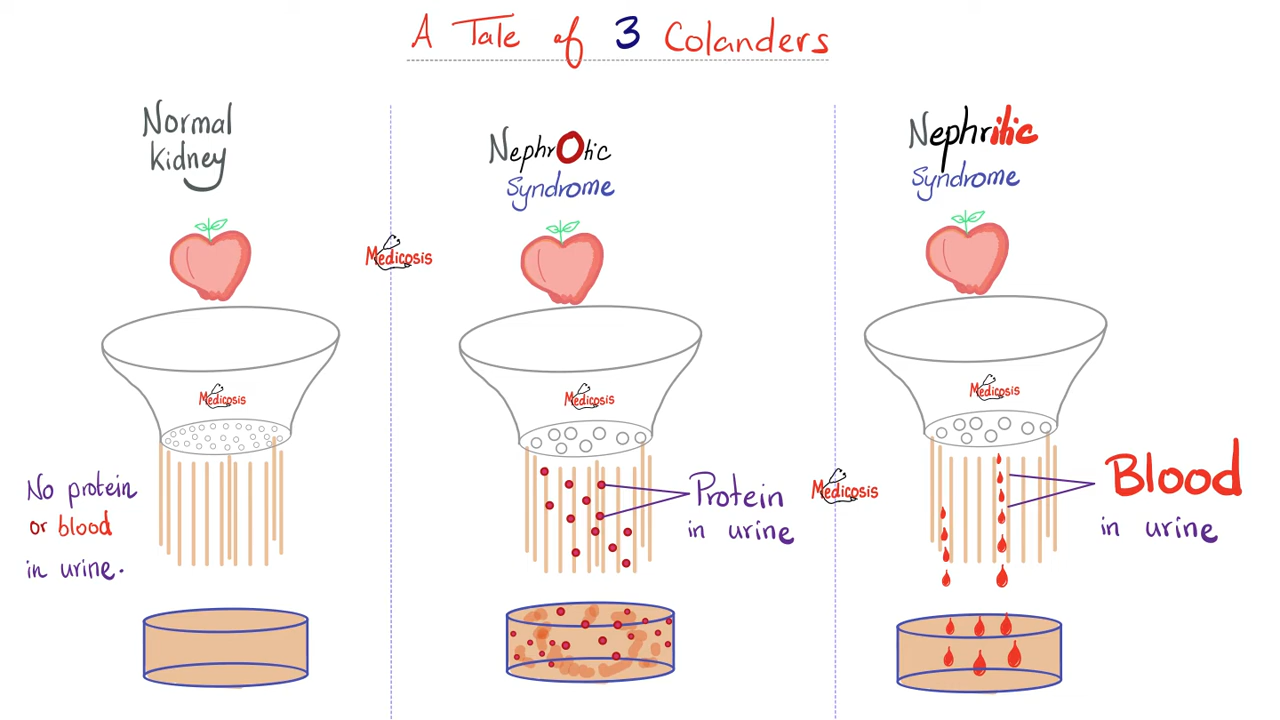 A Tale of 3 Colanders
Normal
kidney
NephrOtic
Syndrome
Nephritic
Syndrome
Medicosis
Medicosis
Medicosis
Medicosis
No protein
or blood
in urine.
Protein
in urine
Medicosis
Blood
in urine